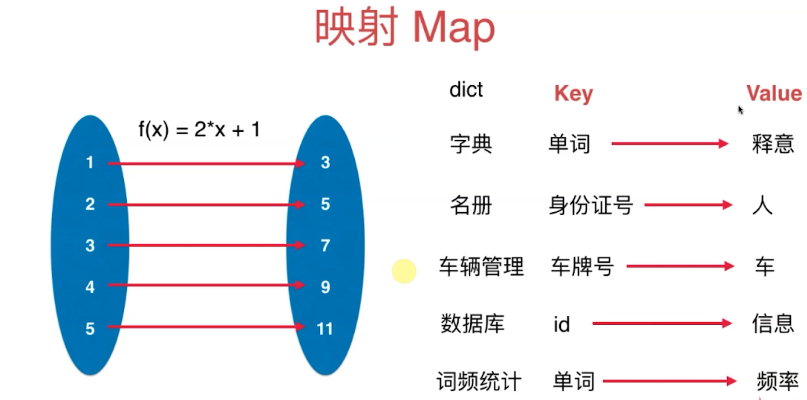 映射 Map
f(x) = 2*x + 1
1 3
2 5
3 7
4 9
5 11
dict Key Value
字典 单词 释意
名册 身份证号 人
车辆管理 车牌号 车
数据库 id 信息
词频统计 单词 频率